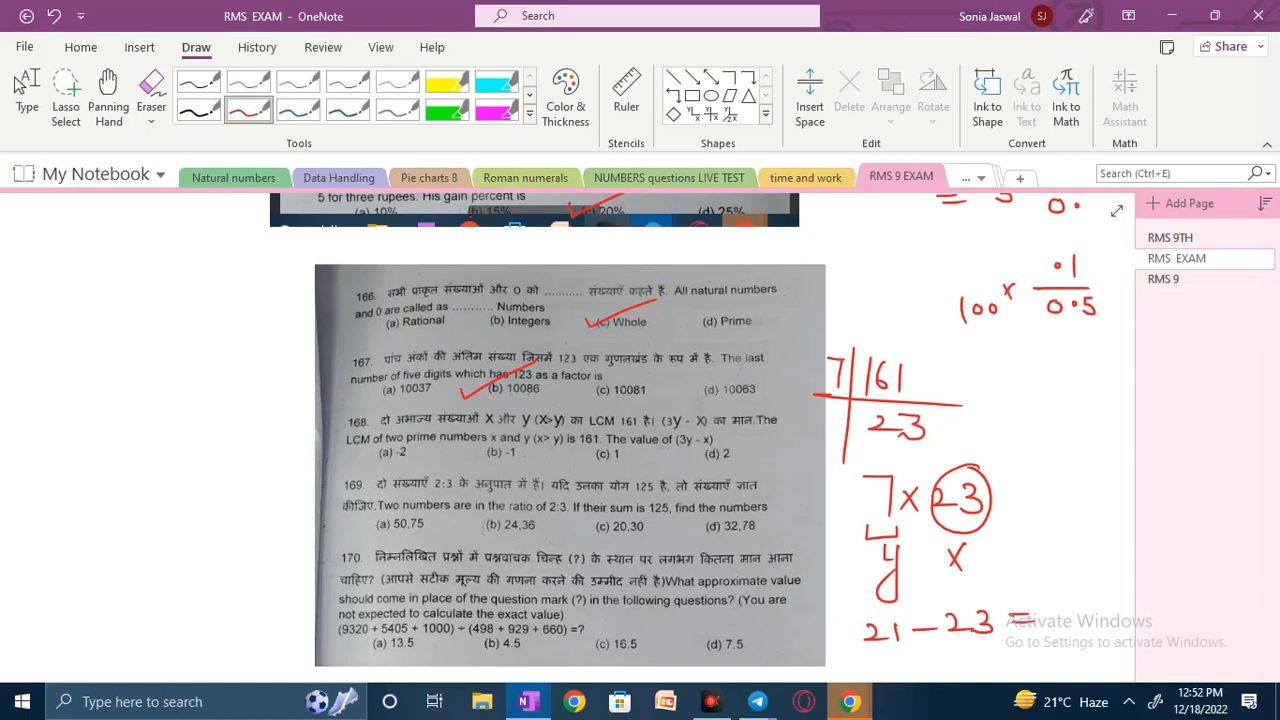 RMS EXAM - OneNote
Search
Sonia Jaswal SJ
File Home Insert Draw History Review View Help
Share
Type
Lasso Select
Panning Hand
Eraser
Color & Thickness
Ruler
Insert Space
Delete
Arrange
Rotate
Ink to Shape
Ink to Text
Ink to Math
Math Assistant
Tools Stencils Shapes Edit Convert Math
My Notebook
Natural numbers Data Handling Pie charts 8 Roman numerals NUMBERS questions LIVE TEST time and work RMS 9 EXAM ... +
Search (Ctrl+E)
Add Page
RMS 9TH
RMS EXAM
RMS 9
5 for three rupees. His gain percent is
(a) 10% (b) 15% (c) 20% (d) 25%
166. सभी प्राकृत संख्याओं और 0 को ........... संख्याएँ कहते हैं. All natural numbers
and 0 are called as ........... Numbers
(a) Rational (b) Integers (c) Whole (d) Prime
167. पांच अंकों की अंतिम संख्या जिसमें 123 एक गुणनखंड के रूप में है. The last
number of five digits which has 123 as a factor is
(a) 10037 (b) 10086 (c) 10081 (d) 10063
168. दो अभाज्य संख्याओं X और y (X>y) का LCM 161 है। (3Y - X) का मान.The
LCM of two prime numbers x and y (x> y) is 161. The value of (3y - x)
(a) -2 (b) -1 (c) 1 (d) 2
169. दो संख्याएँ 2:3 के अनुपात में हैं। यदि उनका योग 125 है, तो संख्याएँ ज्ञात
कीजिए.Two numbers are in the ratio of 2:3. If their sum is 125, find the numbers
(a) 50,75 (b) 24,36 (c) 20,30 (d) 32,78
170. निम्नलिखित प्रश्नों में प्रश्नवाचक चिन्ह (?) के स्थान पर लगभग कितना मान आना
चाहिए? (आपसे सटीक मूल्य की गणना करने की उम्मीद नहीं है)What approximate value
should come in place of the question mark (?) in the following questions? (You are
not expected to calculate the exact value)
(9320 + 5405 + 1000) ÷ (498 + 929 + 660) =?
(a) 13.5 (b) 4.5 (c) 16.5 (d) 7.5
.1
100 × 0.5
7 161
23
7 × 23
y x
21 - 23 =
Activate Windows
Go to Settings to activate Windows.
Type here to search
21°C Haze
12:52 PM
12/18/2022